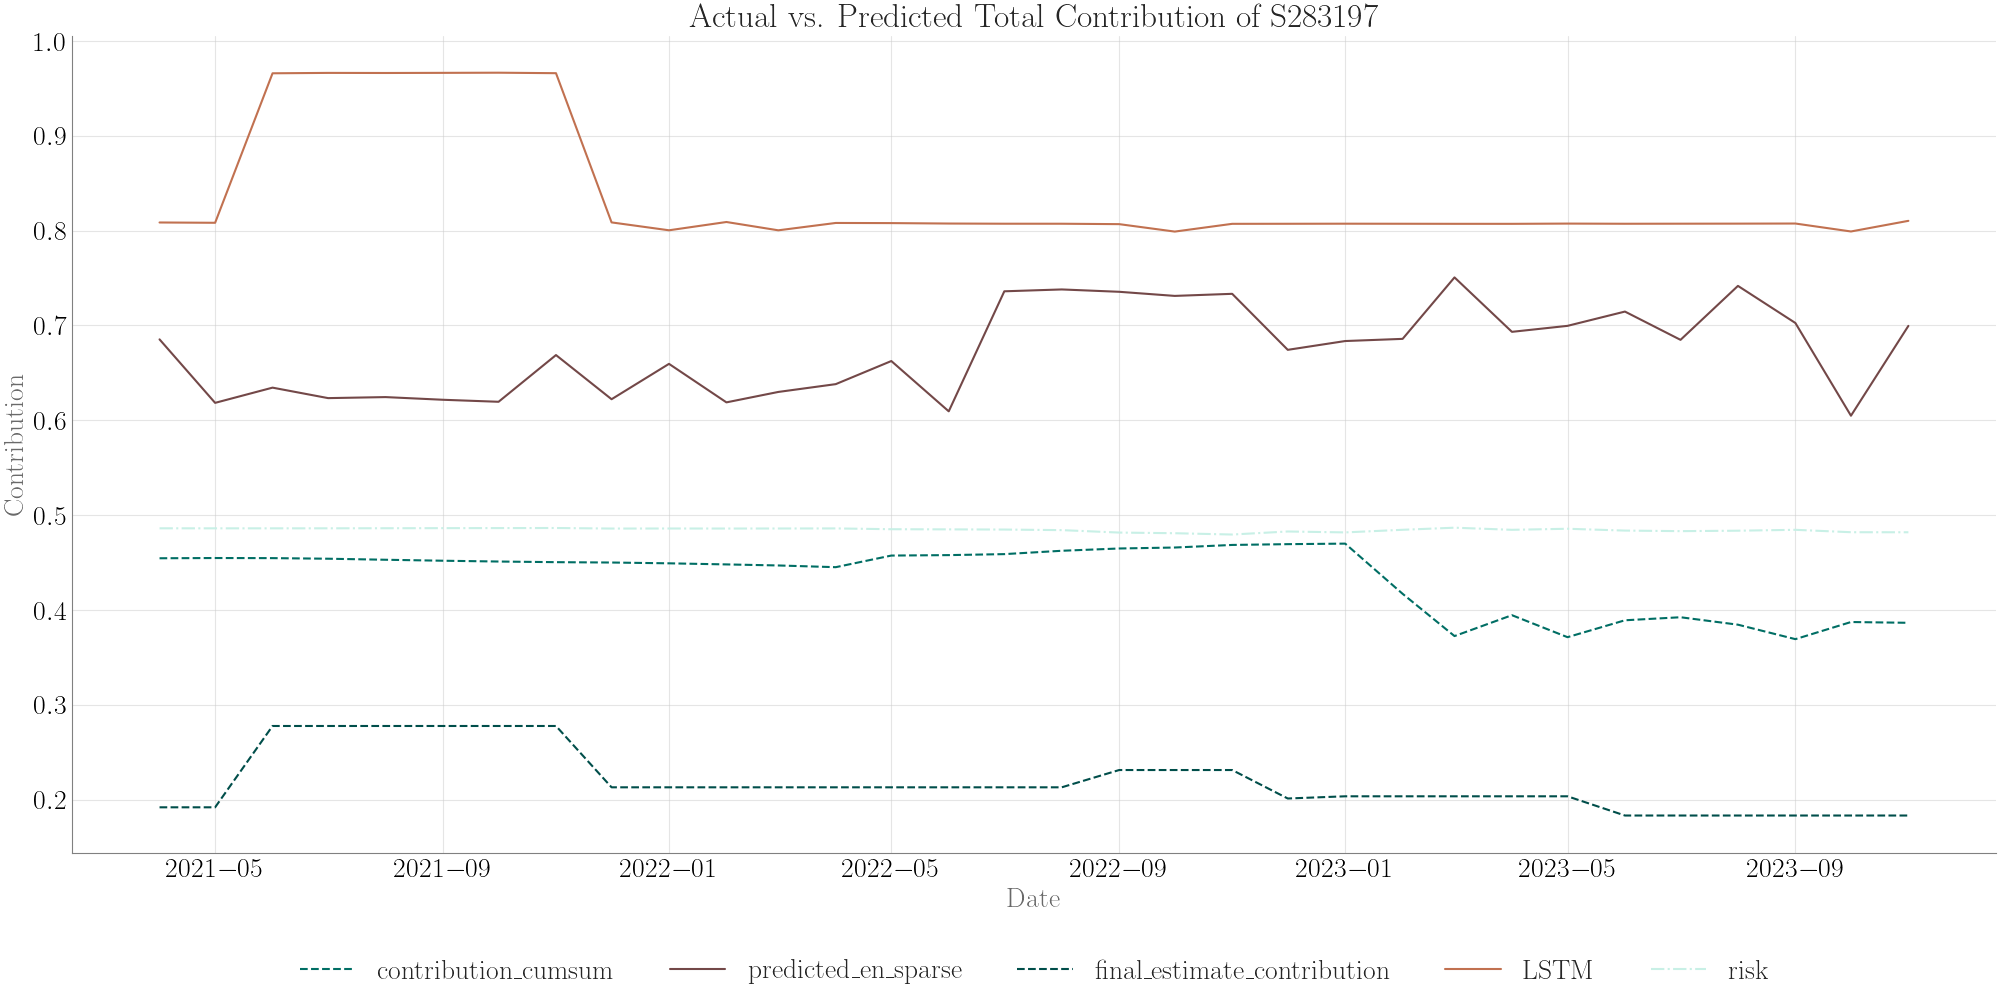 Actual vs. Predicted Total Contribution of S283197
1.0
0.9
0.8
0.7
0.6
0.5
0.4
0.3
0.2
Contribution
2021−05 2021−09 2022−01 2022−05 2022−09 2023−01 2023−05 2023−09
Date
contribution_cumsum predicted_en_sparse final_estimate_contribution LSTM risk